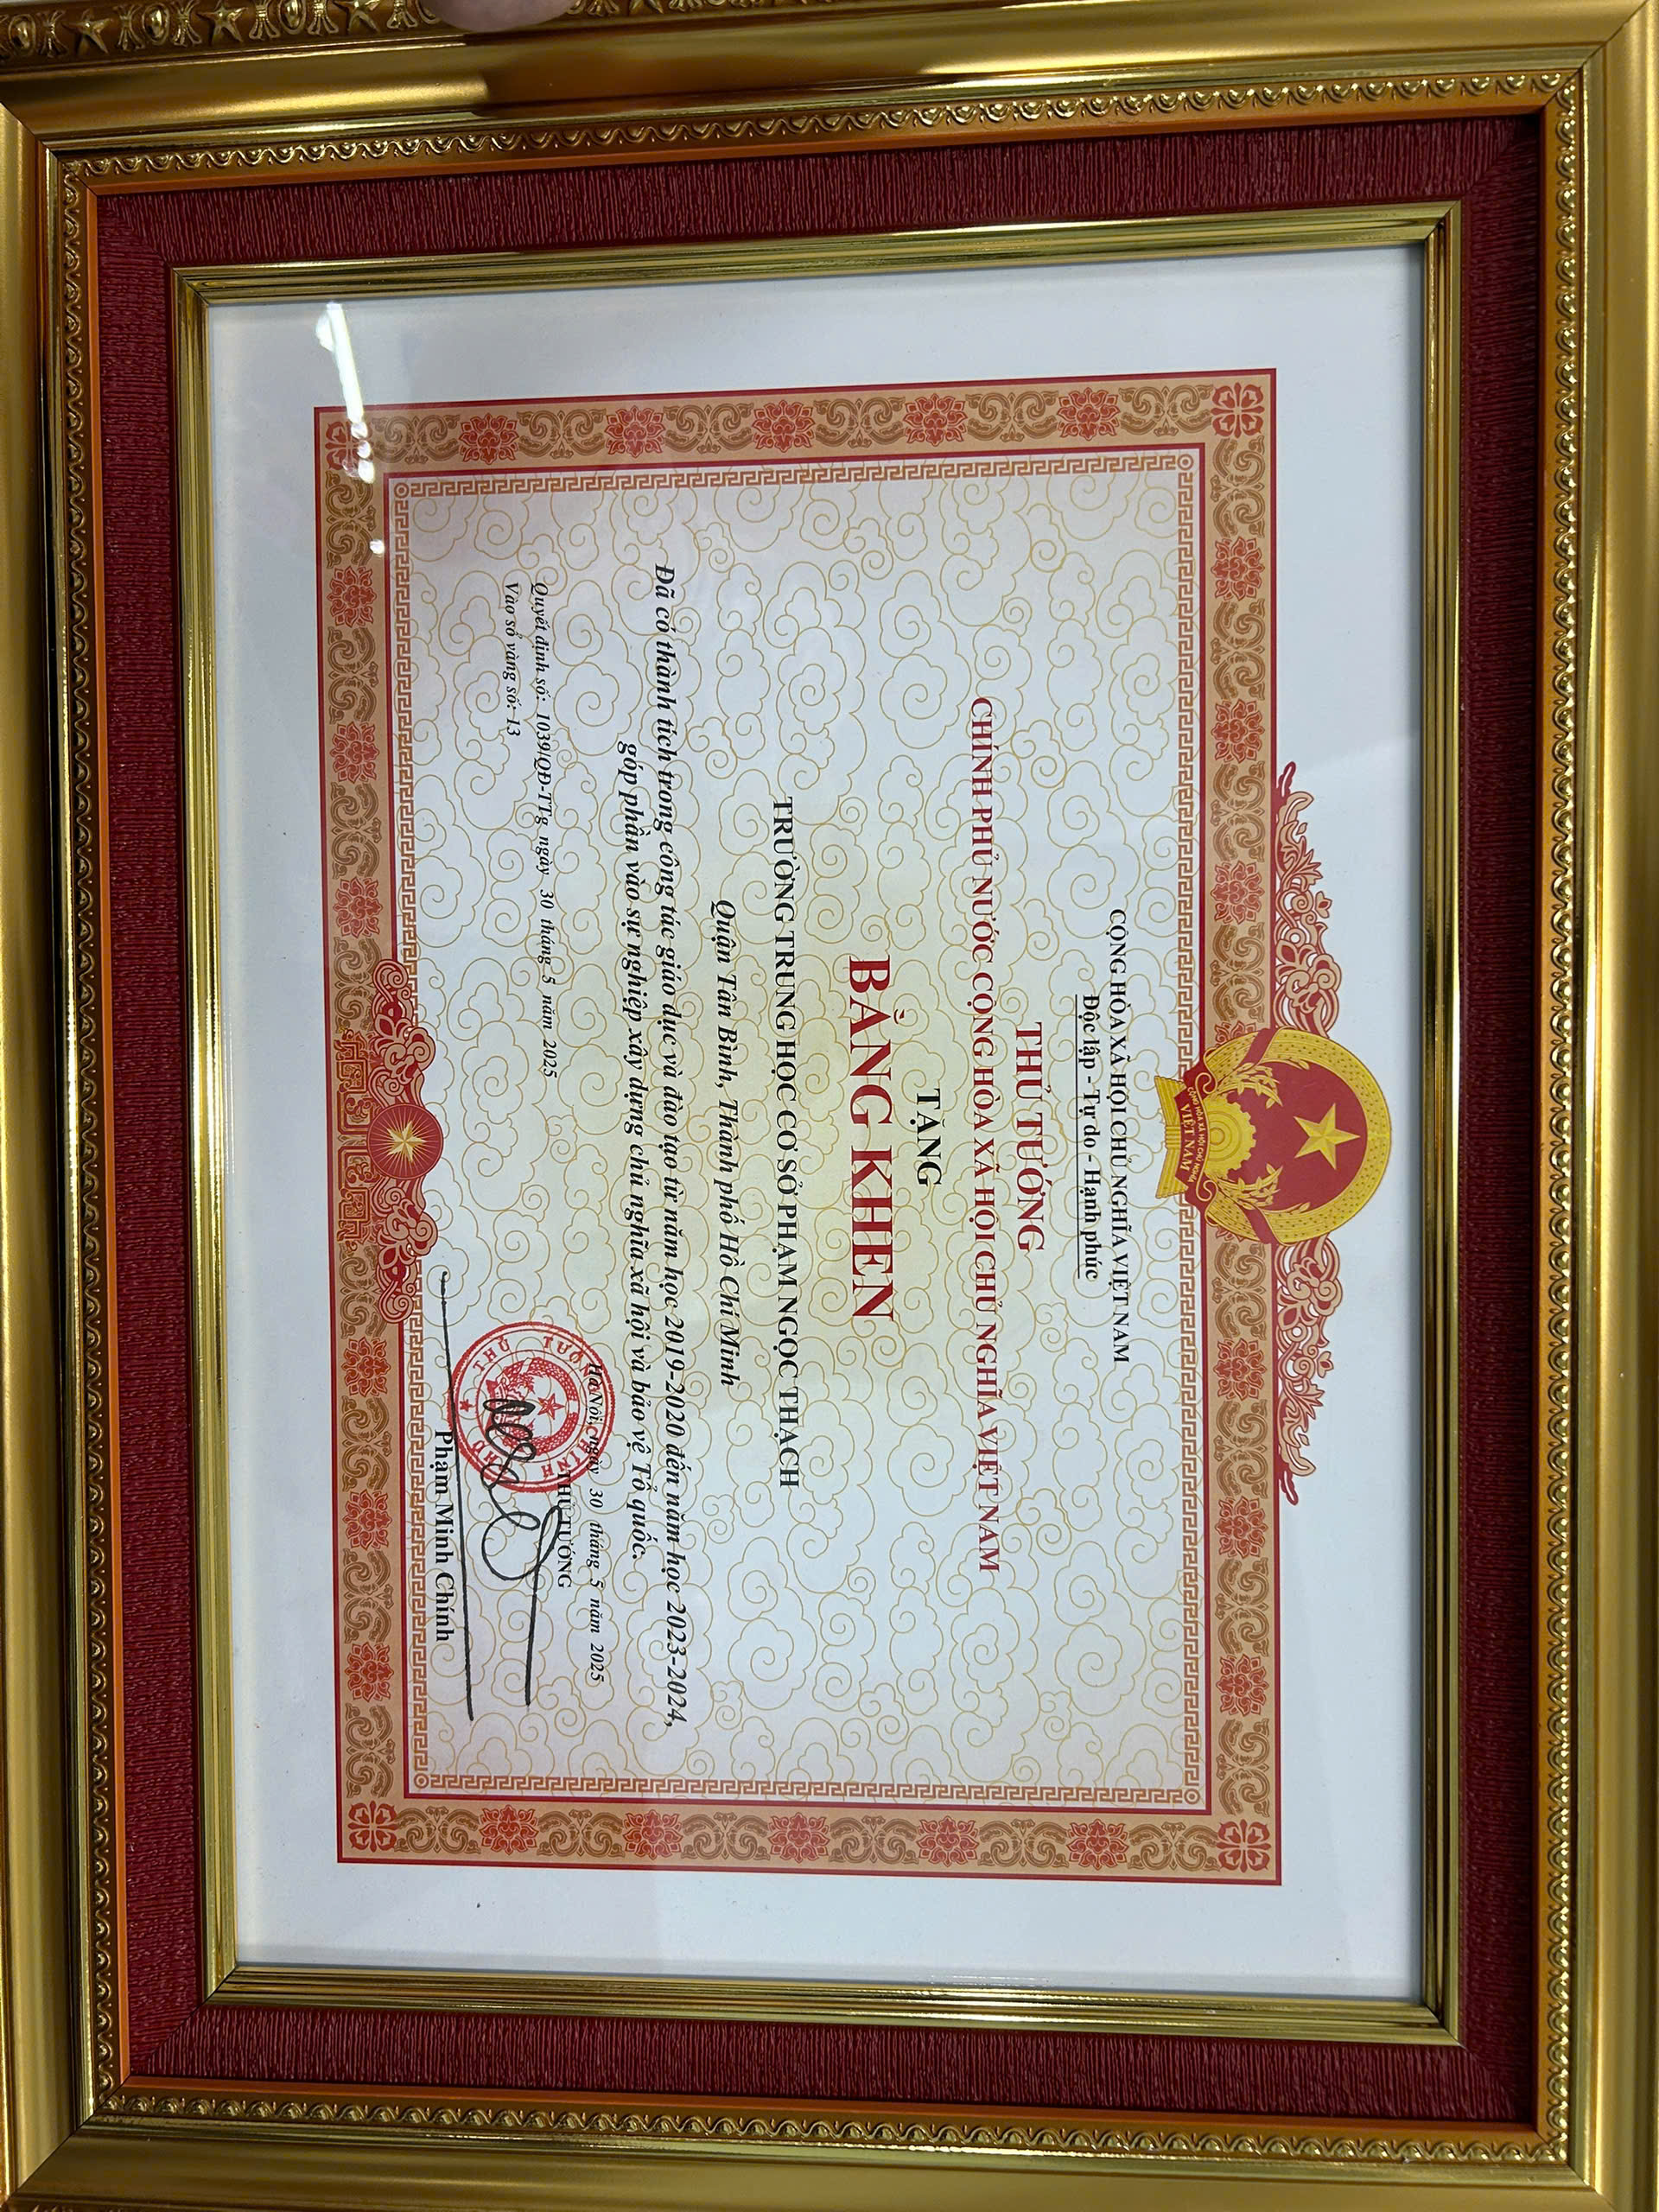 CỘNG HÒA XÃ HỘI CHỦ NGHĨA
VIỆT NAM
CỘNG HÒA XÃ HỘI CHỦ NGHĨA VIỆT NAM
Độc lập - Tự do - Hạnh phúc
THỦ TƯỚNG
CHÍNH PHỦ NƯỚC CỘNG HÒA XÃ HỘI CHỦ NGHĨA VIỆT NAM
TẶNG
BẰNG KHEN
TRƯỜNG TRUNG HỌC CƠ SỞ PHẠM NGỌC THẠCH
Quận Tân Bình, Thành phố Hồ Chí Minh
Đã có thành tích trong công tác giáo dục và đào tạo từ năm học 2019-2020 đến năm học 2023-2024,
góp phần vào sự nghiệp xây dựng chủ nghĩa xã hội và bảo vệ Tổ quốc.
Hà Nội, ngày 30 tháng 5 năm 2025
THỦ TƯỚNG
Quyết định số: 1039/QĐ-TTg ngày 30 tháng 5 năm 2025
Vào sổ vàng số: 13
THỦ TƯỚNG CHÍNH PHỦ
Phạm Minh Chính